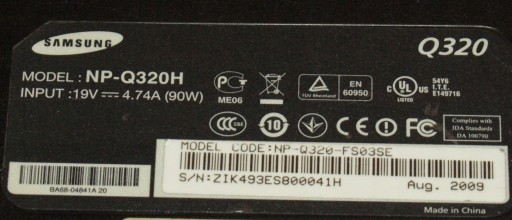 SAMSUNG
Q320
MODEL : NP-Q320H
INPUT : 19V ⎓ 4.74A (90W)
PG
ME06
TÜV Rheinland
EN
60950
c UL us
LISTED
54Y6
I.T.E.
E149716
CCC
10
CE
FC
Complies with
IDA Standards
DA 100790
MODEL CODE:NP-Q320-FS03SE
S/N:ZIK493ES800041H
Aug. 2009
BA68-04841A 20
Made in China